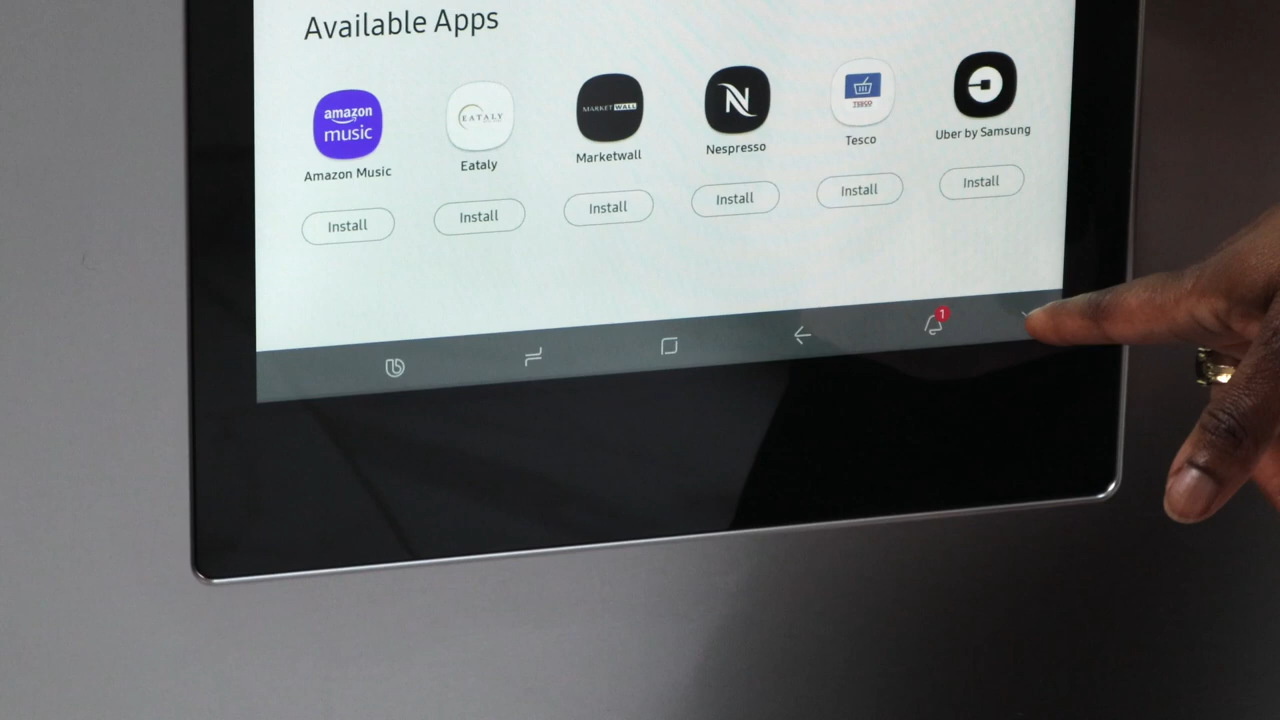 Available Apps
amazon
music
EATALY
MARKETWALL
N
TESCO
Amazon Music
Eataly
Marketwall
Nespresso
Tesco
Uber by Samsung
Install
Install
Install
Install
Install
Install
1